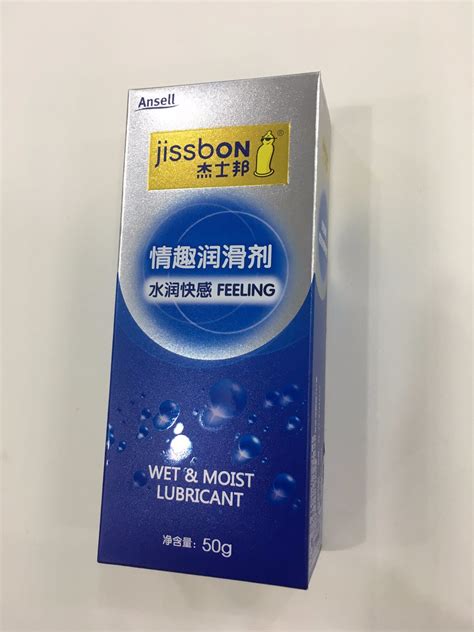 Ansell
jissbON
®
杰士邦
情趣润滑剂
水润快感 FEELING
WET & MOIST
LUBRICANT
净含量: 50g